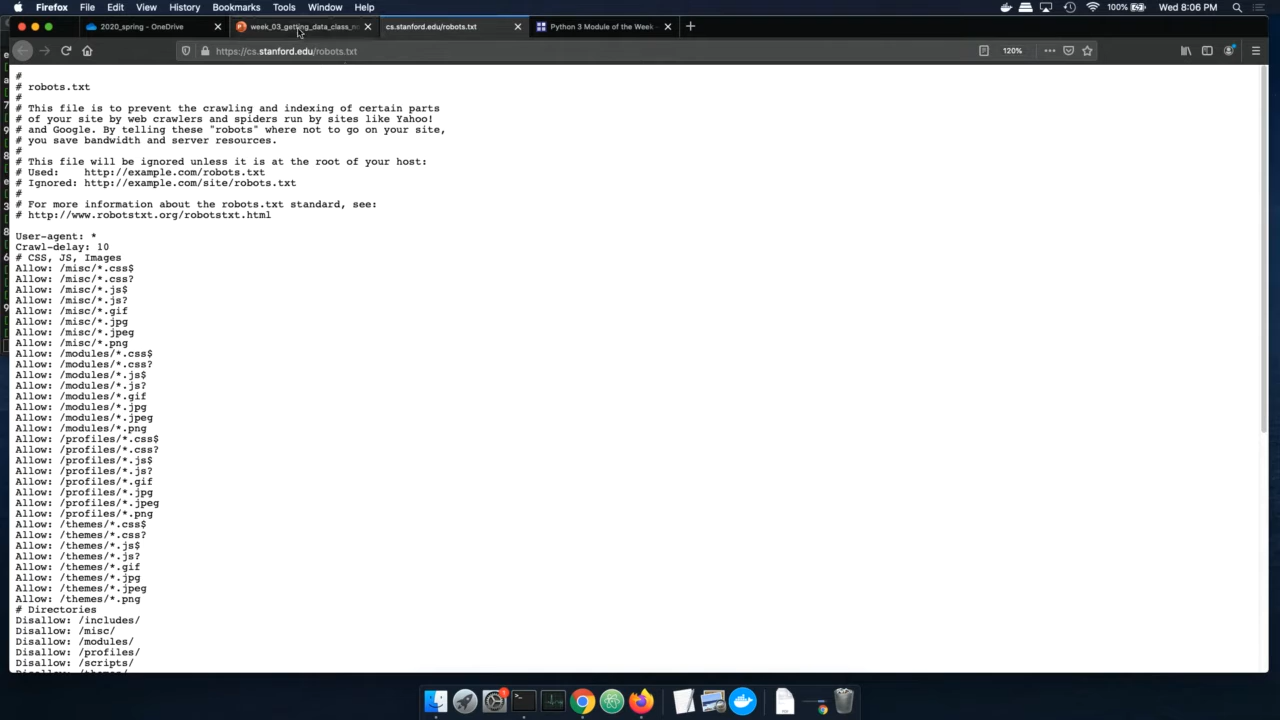 Firefox File Edit View History Bookmarks Tools Window Help 100% Wed 8:06 PM
2020_spring - OneDrive week_03_getting_data_class_no cs.stanford.edu/robots.txt Python 3 Module of the Week -
https://cs.stanford.edu/robots.txt 120%
#
# robots.txt
#
# This file is to prevent the crawling and indexing of certain parts
# of your site by web crawlers and spiders run by sites like Yahoo!
# and Google. By telling these "robots" where not to go on your site,
# you save bandwidth and server resources.
#
# This file will be ignored unless it is at the root of your host:
# Used:    http://example.com/robots.txt
# Ignored: http://example.com/site/robots.txt
#
# For more information about the robots.txt standard, see:
# http://www.robotstxt.org/robotstxt.html
User-agent: *
Crawl-delay: 10
# CSS, JS, Images
Allow: /misc/*.css$
Allow: /misc/*.css?
Allow: /misc/*.js$
Allow: /misc/*.js?
Allow: /misc/*.gif
Allow: /misc/*.jpg
Allow: /misc/*.jpeg
Allow: /misc/*.png
Allow: /modules/*.css$
Allow: /modules/*.css?
Allow: /modules/*.js$
Allow: /modules/*.js?
Allow: /modules/*.gif
Allow: /modules/*.jpg
Allow: /modules/*.jpeg
Allow: /modules/*.png
Allow: /profiles/*.css$
Allow: /profiles/*.css?
Allow: /profiles/*.js$
Allow: /profiles/*.js?
Allow: /profiles/*.gif
Allow: /profiles/*.jpg
Allow: /profiles/*.jpeg
Allow: /profiles/*.png
Allow: /themes/*.css$
Allow: /themes/*.css?
Allow: /themes/*.js$
Allow: /themes/*.js?
Allow: /themes/*.gif
Allow: /themes/*.jpg
Allow: /themes/*.jpeg
Allow: /themes/*.png
# Directories
Disallow: /includes/
Disallow: /misc/
Disallow: /modules/
Disallow: /profiles/
Disallow: /scripts/